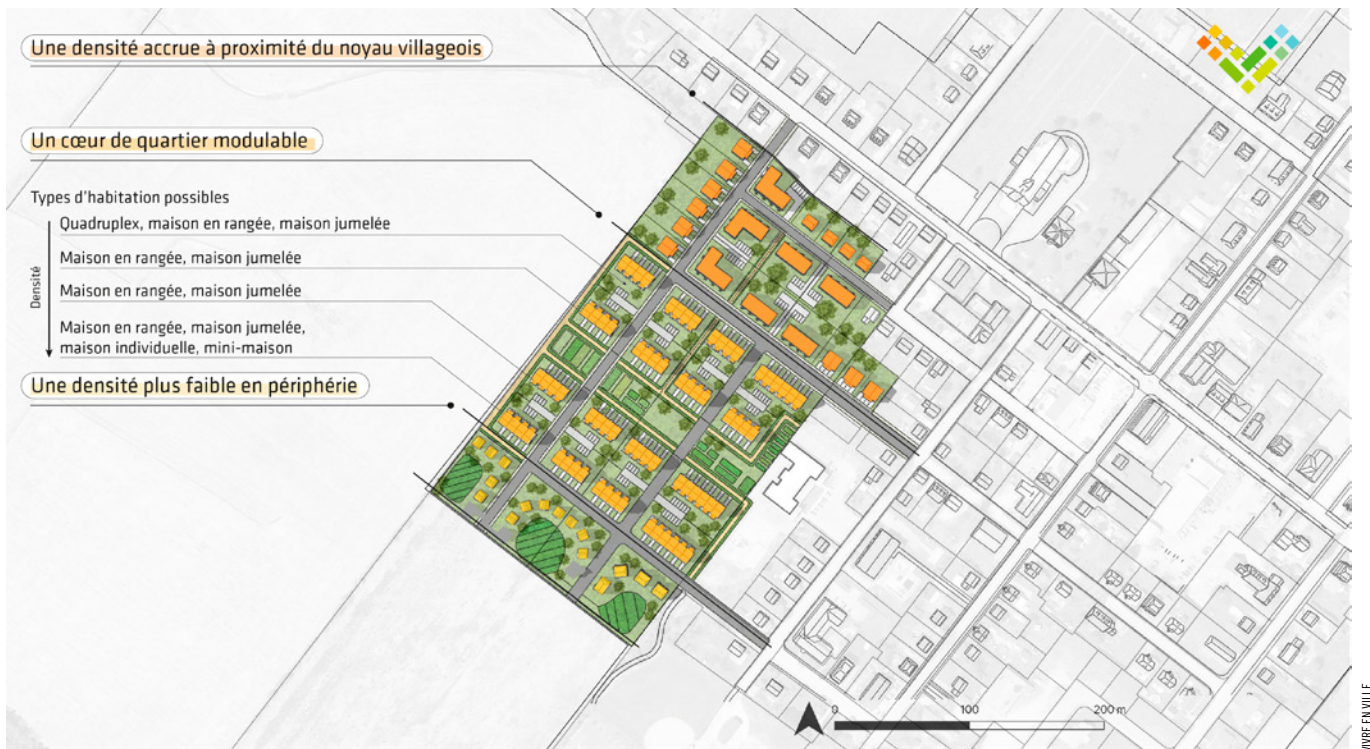 Une densité accrue à proximité du noyau villageois
Un cœur de quartier modulable
Types d'habitation possibles
Densité
Quadruplex, maison en rangée, maison jumelée
Maison en rangée, maison jumelée
Maison en rangée, maison jumelée
Maison en rangée, maison jumelée,
maison individuelle, mini-maison
Une densité plus faible en périphérie
0 100 200 m
EN VILLE